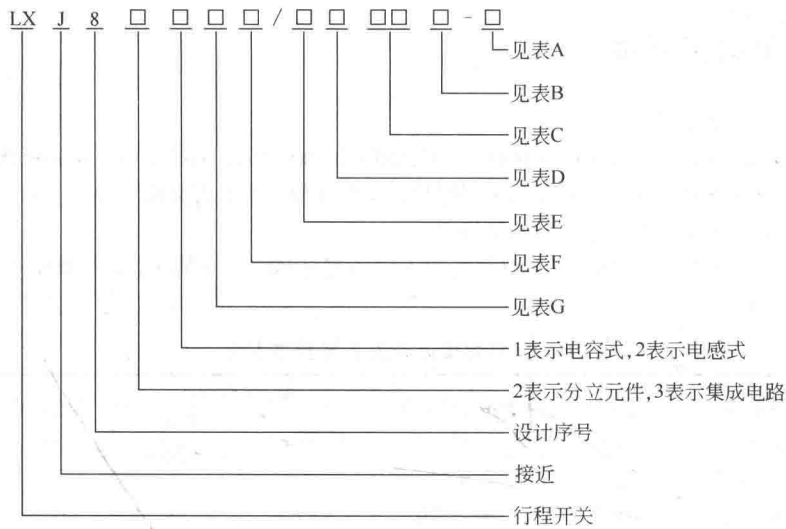 LX J 8 □ □ □ □ / □ □ □□ □ - □
见表A
见表B
见表C
见表D
见表E
见表F
见表G
1表示电容式,2表示电感式
2表示分立元件,3表示集成电路
设计序号
接近
行程开关